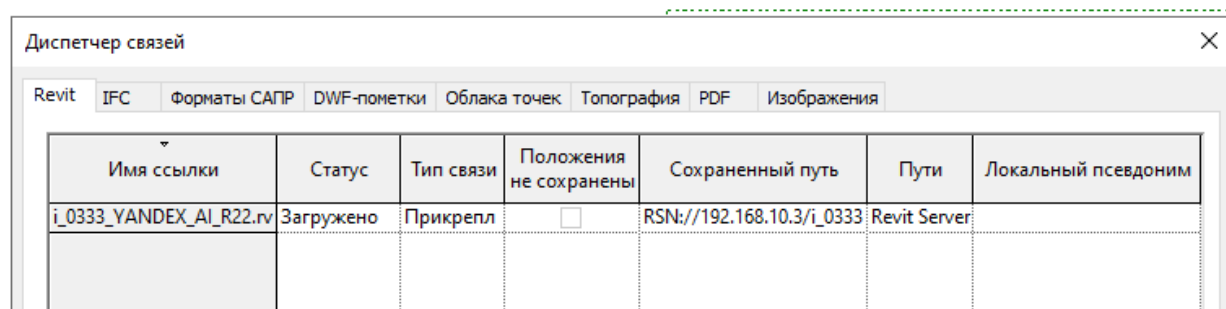 Диспетчер связей
Revit IFC Форматы САПР DWF-пометки Облака точек Топография PDF Изображения
Имя ссылки Статус Тип связи Положения не сохранены Сохраненный путь Пути Локальный псевдоним
i_0333_YANDEX_AI_R22.rv Загружено Прикрепл RSN://192.168.10.3/i_0333 Revit Server